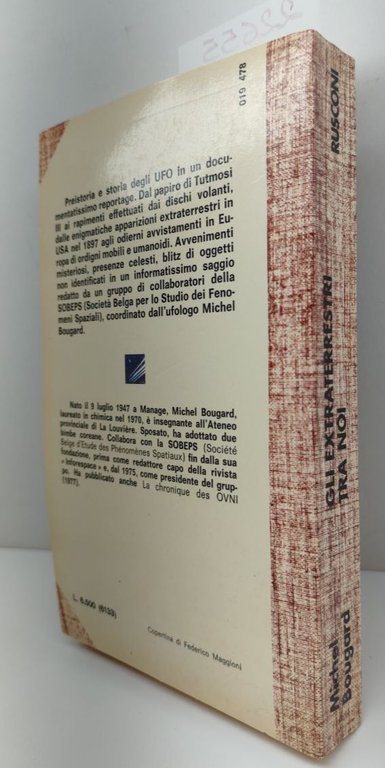 22655
019 478
Preistoria e storia degli UFO in un docu-
mentatissimo reportage. Dal papiro di Tutmosi
III ai rapimenti effettuati dai dischi volanti,
dalle enigmatiche apparizioni extraterrestri in
USA nel 1897 agli odierni avvistamenti in Eu-
ropa di ordigni mobili e umanoidi. Avvenimenti
misteriosi, presenze celesti, blitz di oggetti
non identificati in un informatissimo saggio
redatto da un gruppo di collaboratori della
SOBEPS (Società Belga per lo Studio dei Feno-
meni Spaziali), coordinato dall'ufologo Michel
Bougard.
Nato il 9 luglio 1947 a Manage, Michel Bougard,
laureato in chimica nel 1970, è insegnante all'Ateneo
provinciale di La Louvière. Sposato, ha adottato due
bimbe coreane. Collabora con la SOBEPS (Société
Belge d'Etude des Phénomènes Spatiaux) fin dalla sua
fondazione, prima come redattore capo della rivista
« Inforespace » e, dal 1975, come presidente del grup-
po. Ha pubblicato anche La chronique des OVNI
(1977).
L. 6.500 (6133)
Copertina di Federico Maggioni
Michel
Bougard
GLI EXTRATERRESTRI
TRA NOI
RUSCONI